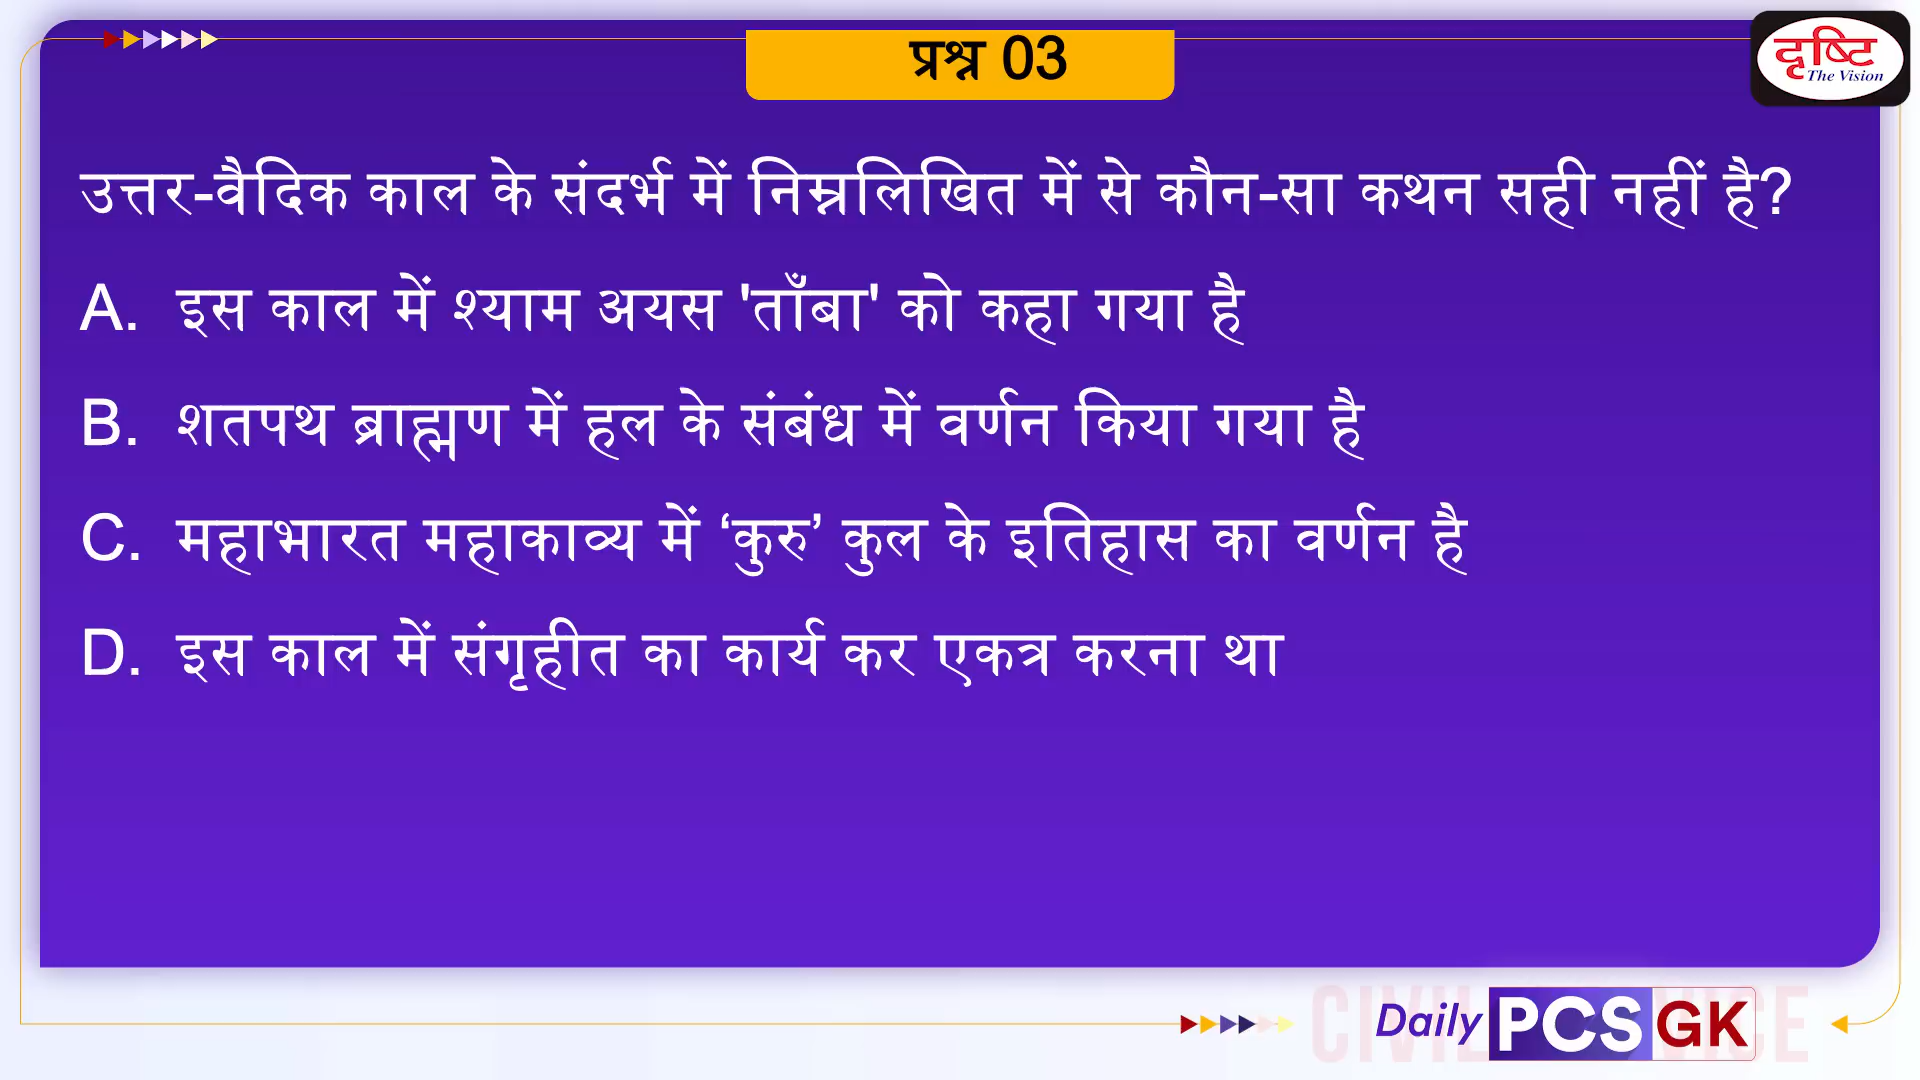 प्रश्न 03
दृष्टि
The Vision
उत्तर-वैदिक काल के संदर्भ में निम्नलिखित में से कौन-सा कथन सही नहीं है?
A. इस काल में श्याम अयस 'ताँबा' को कहा गया है
B. शतपथ ब्राह्मण में हल के संबंध में वर्णन किया गया है
C. महाभारत महाकाव्य में ‘कुरु’ कुल के इतिहास का वर्णन है
D. इस काल में संगृहीत का कार्य कर एकत्र करना था
Daily PCS GK